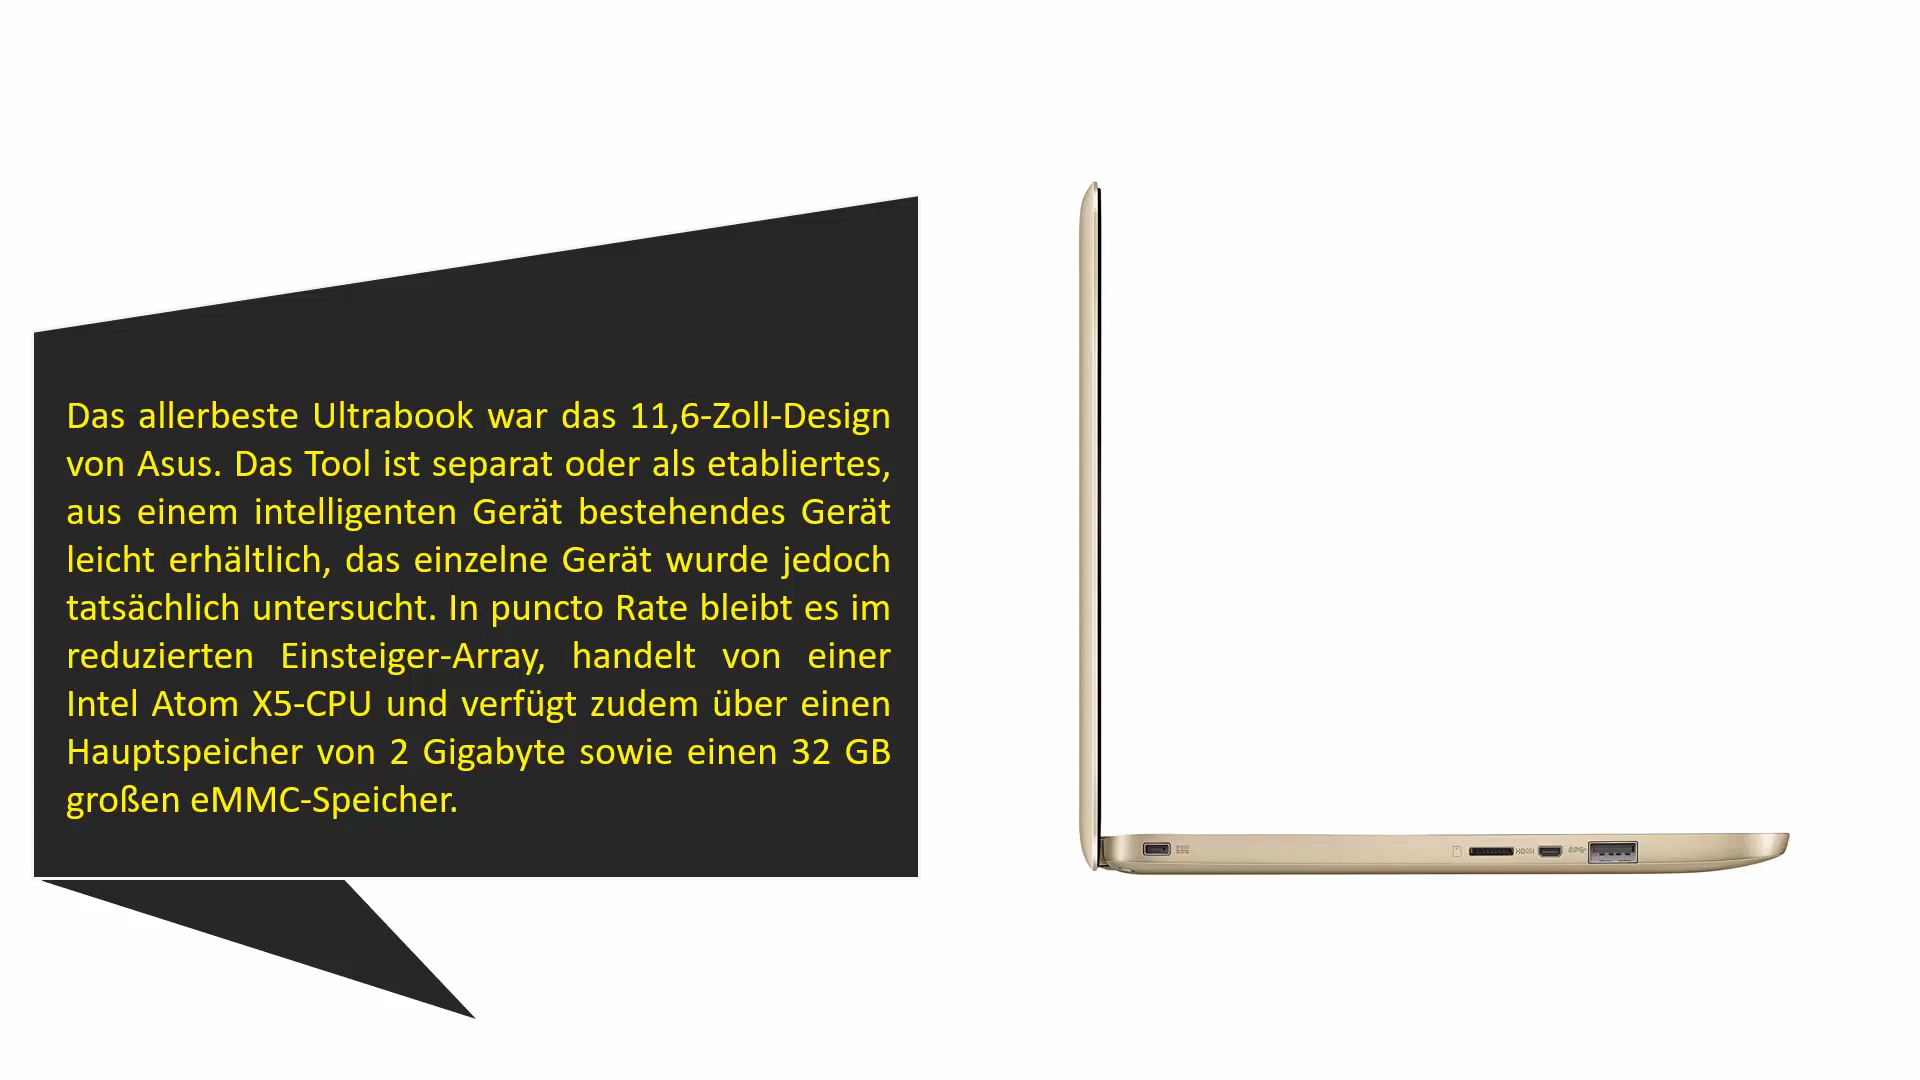 Das allerbeste Ultrabook war das 11,6-Zoll-Design
von Asus. Das Tool ist separat oder als etabliertes,
aus einem intelligenten Gerät bestehendes Gerät
leicht erhältlich, das einzelne Gerät wurde jedoch
tatsächlich untersucht. In puncto Rate bleibt es im
reduzierten Einsteiger-Array, handelt von einer
Intel Atom X5-CPU und verfügt zudem über einen
Hauptspeicher von 2 Gigabyte sowie einen 32 GB
großen eMMC-Speicher.
HDMI